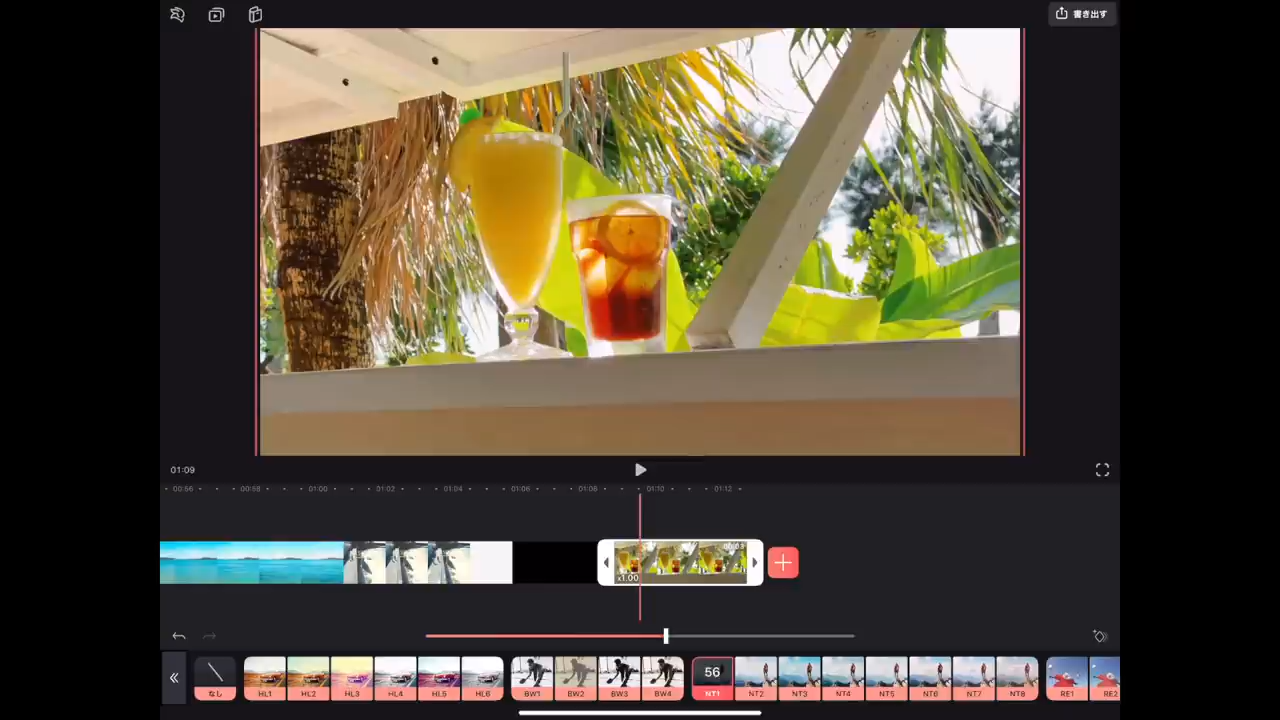 書き出す
01:09
00:56 00:58 01:00 01:02 01:04 01:06 01:08 01:10 01:12
x1.00
56
なし HL1 HL2 HL3 HL4 HL5 HL6 BW1 BW2 BW3 BW4 NT1 NT2 NT3 NT4 NT5 NT6 NT7 NT8 RE1 RE2